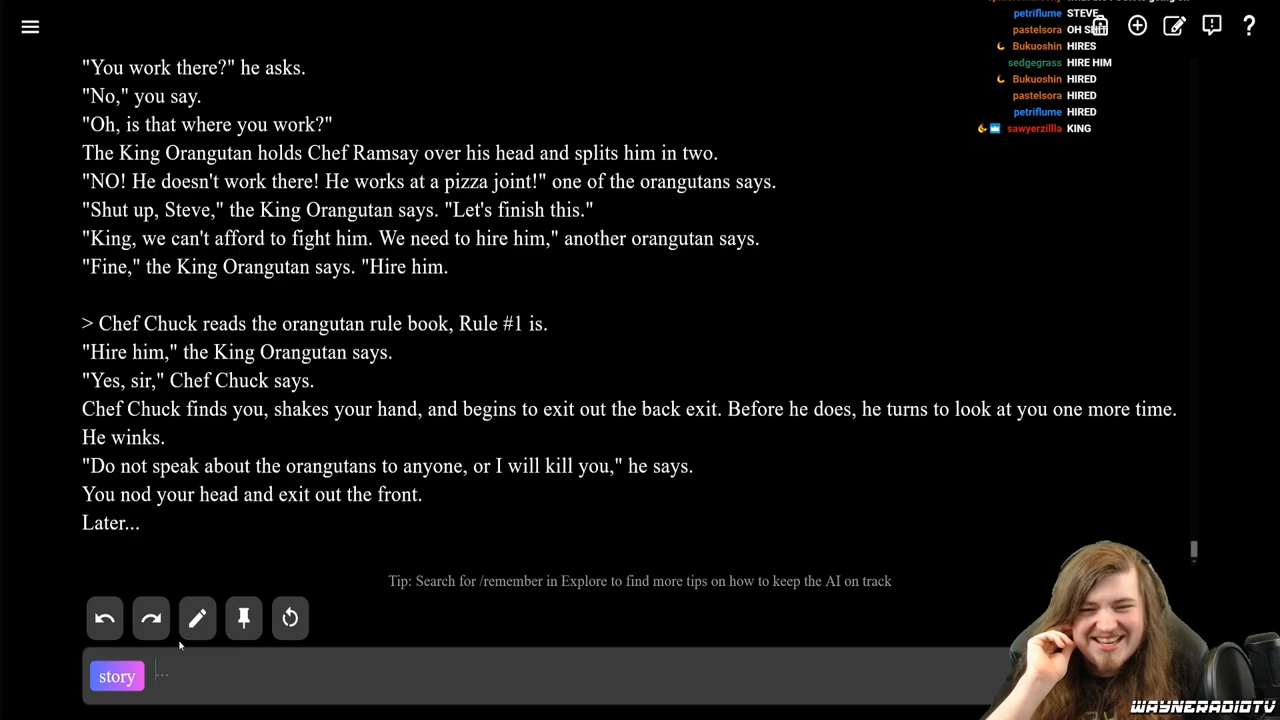 petriflume STEVE
pastelsora OH SHIT
Bukuoshin HIRES
sedgegrass HIRE HIM
Bukuoshin HIRED
pastelsora HIRED
petriflume HIRED
sawyerzillla KING
"You work there?" he asks.
"No," you say.
"Oh, is that where you work?"
The King Orangutan holds Chef Ramsay over his head and splits him in two.
"NO! He doesn't work there! He works at a pizza joint!" one of the orangutans says.
"Shut up, Steve," the King Orangutan says. "Let's finish this."
"King, we can't afford to fight him. We need to hire him," another orangutan says.
"Fine," the King Orangutan says. "Hire him.
> Chef Chuck reads the orangutan rule book, Rule #1 is.
"Hire him," the King Orangutan says.
"Yes, sir," Chef Chuck says.
Chef Chuck finds you, shakes your hand, and begins to exit out the back exit. Before he does, he turns to look at you one more time.
He winks.
"Do not speak about the orangutans to anyone, or I will kill you," he says.
You nod your head and exit out the front.
Later...
Tip: Search for /remember in Explore to find more tips on how to keep the AI on track
story ...
WAYNERADIOTV